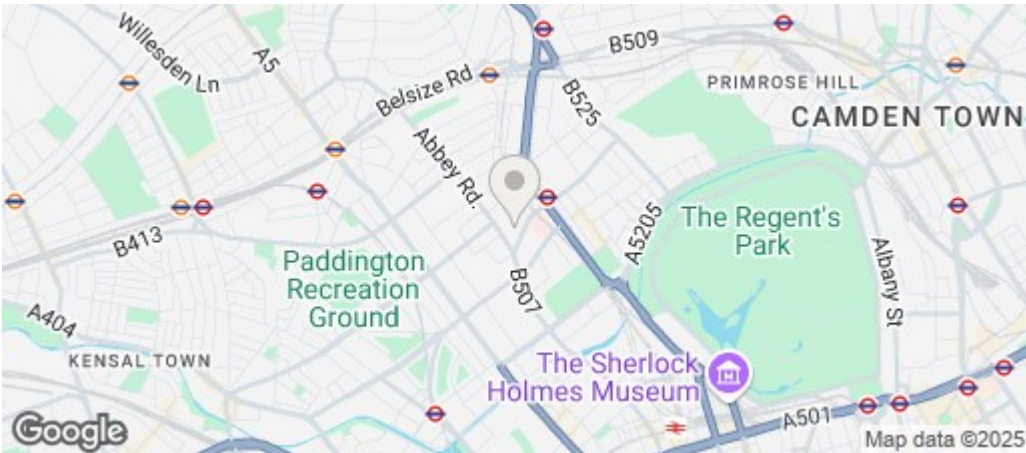 Willesden Ln
A5
B509
Belsize Rd
B525
PRIMROSE HILL
CAMDEN TOWN
Abbey Rd.
A5205
The Regent's
Park
B413
Paddington
Recreation
Ground
B507
Albany St
A404
KENSAL TOWN
The Sherlock
Holmes Museum
A501
Google
Map data ©2025